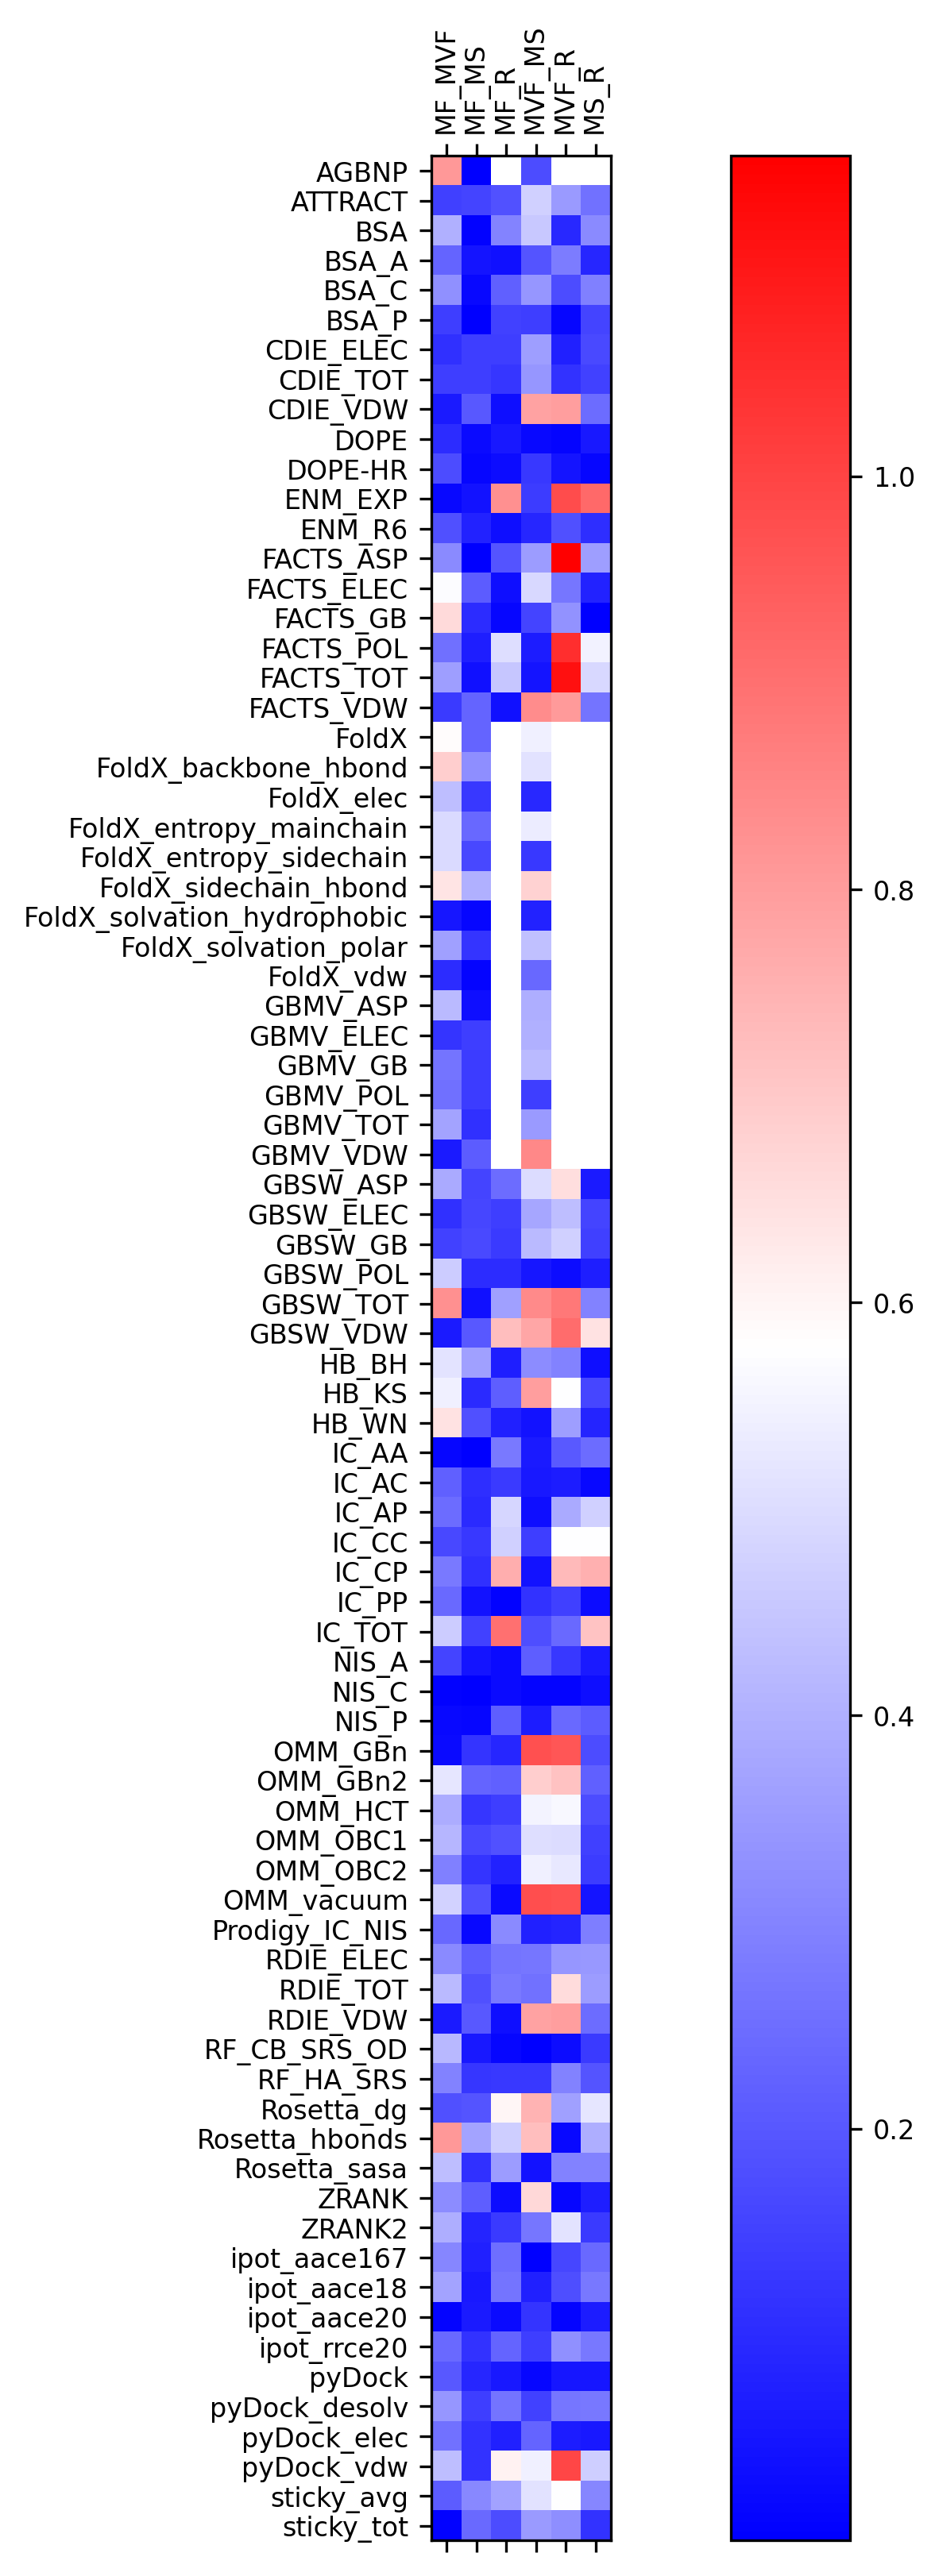 MF_MVF
MF_MS
MF_R
MVF_MS
MVF_R
MS_R
AGBNP
ATTRACT
BSA
BSA_A
BSA_C
BSA_P
CDIE_ELEC
CDIE_TOT
CDIE_VDW
DOPE
DOPE-HR
ENM_EXP
ENM_R6
FACTS_ASP
FACTS_ELEC
FACTS_GB
FACTS_POL
FACTS_TOT
FACTS_VDW
FoldX
FoldX_backbone_hbond
FoldX_elec
FoldX_entropy_mainchain
FoldX_entropy_sidechain
FoldX_sidechain_hbond
FoldX_solvation_hydrophobic
FoldX_solvation_polar
FoldX_vdw
GBMV_ASP
GBMV_ELEC
GBMV_GB
GBMV_POL
GBMV_TOT
GBMV_VDW
GBSW_ASP
GBSW_ELEC
GBSW_GB
GBSW_POL
GBSW_TOT
GBSW_VDW
HB_BH
HB_KS
HB_WN
IC_AA
IC_AC
IC_AP
IC_CC
IC_CP
IC_PP
IC_TOT
NIS_A
NIS_C
NIS_P
OMM_GBn
OMM_GBn2
OMM_HCT
OMM_OBC1
OMM_OBC2
OMM_vacuum
Prodigy_IC_NIS
RDIE_ELEC
RDIE_TOT
RDIE_VDW
RF_CB_SRS_OD
RF_HA_SRS
Rosetta_dg
Rosetta_hbonds
Rosetta_sasa
ZRANK
ZRANK2
ipot_aace167
ipot_aace18
ipot_aace20
ipot_rrce20
pyDock
pyDock_desolv
pyDock_elec
pyDock_vdw
sticky_avg
sticky_tot
1.0
0.8
0.6
0.4
0.2